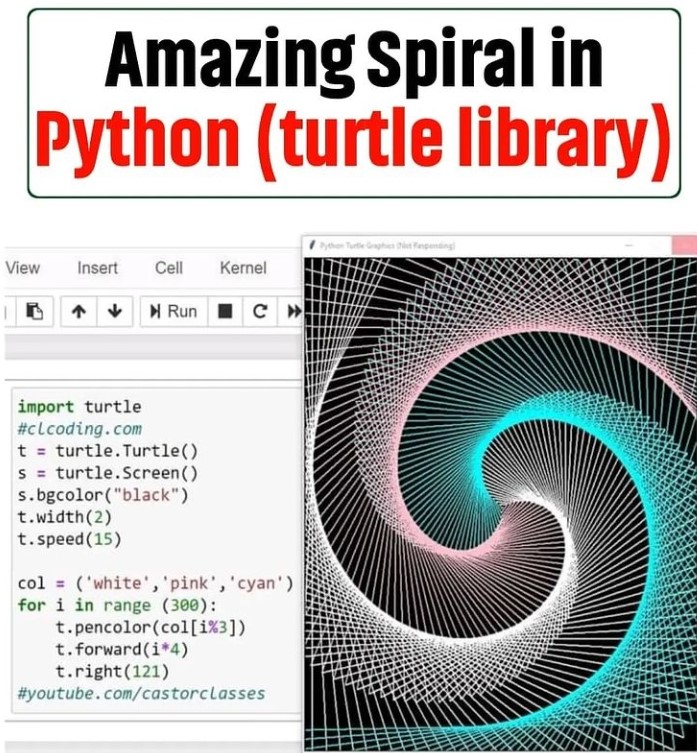 Amazing Spiral in
Python (turtle library)
Python Turtle Graphics (Not Responding)
View Insert Cell Kernel
Run
import turtle
#clcoding.com
t = turtle.Turtle()
s = turtle.Screen()
s.bgcolor("black")
t.width(2)
t.speed(15)
col = ('white','pink','cyan')
for i in range (300):
    t.pencolor(col[i%3])
    t.forward(i*4)
    t.right(121)
#youtube.com/castorclasses